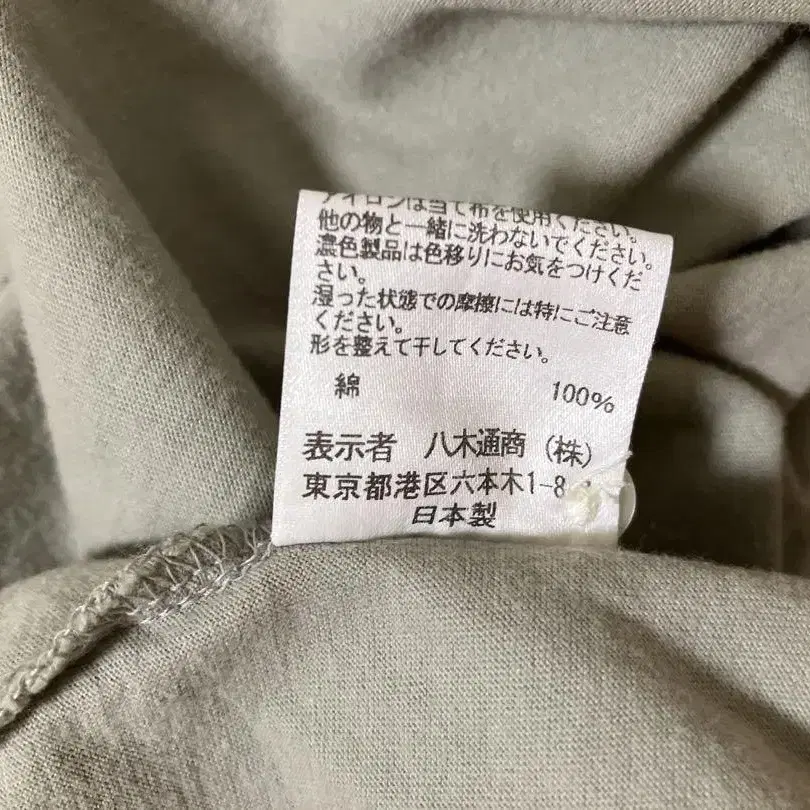 アイロンは当て布を使用ください。
他の物と一緒に洗わないでください。
濃色製品は色移りにお気をつけくだ
さい。
湿った状態での摩擦には特にご注意
ください。
形を整えて干してください。
綿 100%
表示者 八木通商(株)
東京都港区六本木1-8
日本製